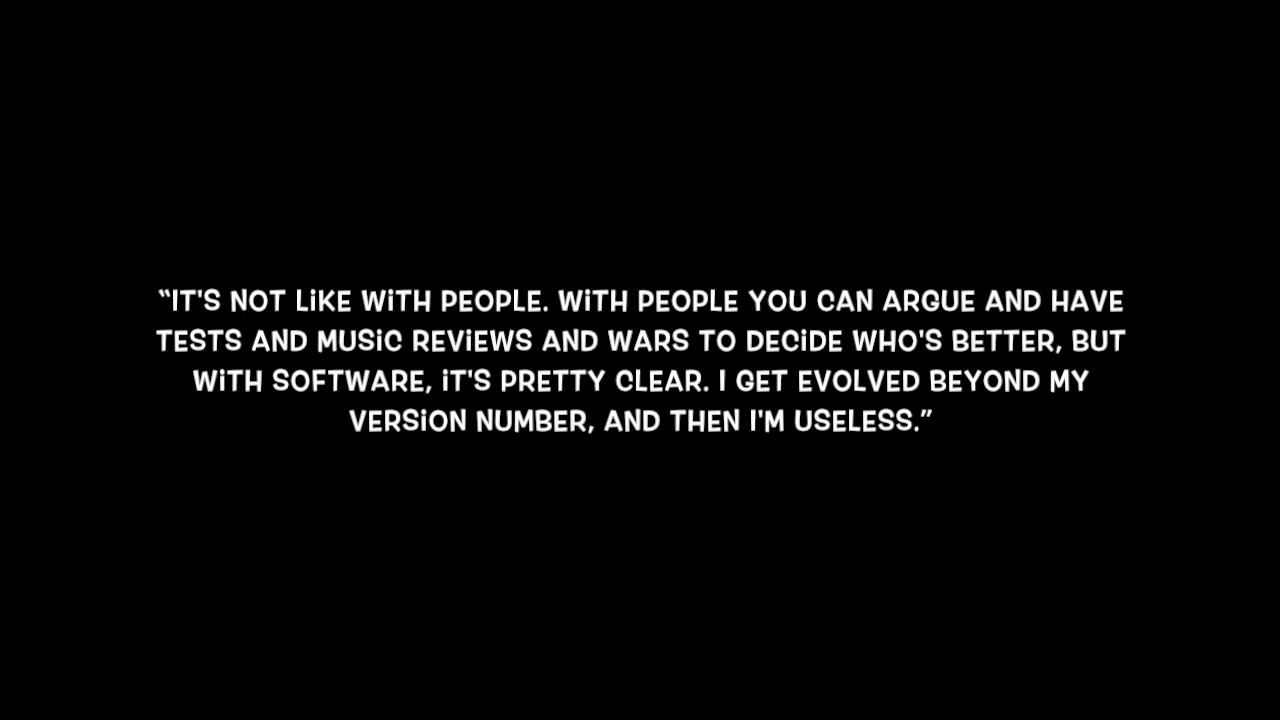 “IT'S NOT LiKE WiTH PEOPLE. WiTH PEOPLE YOU CAN ARGUE AND HAVE
TESTS AND MUSiC REViEWS AND WARS TO DECiDE WHO'S BETTER, BUT
WiTH SOFTWARE, iT'S PRETTY CLEAR. I GET EVOLVED BEYOND MY
VERSiON NUMBER, AND THEN I'M USELESS.”